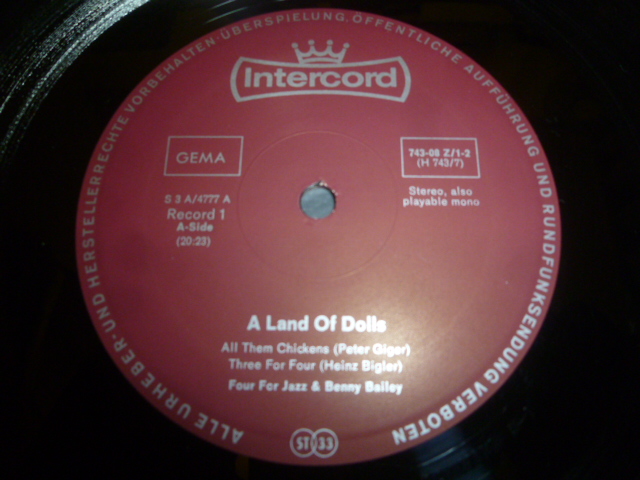 ALLE URHEBER- UND HERSTELLERRECHTE VORBEHALTEN · ÜBERSPIELUNG, ÖFFENTLICHE AUFFÜHRUNG UND RUNDFUNKSENDUNG VERBOTEN
Intercord
GEMA
743-08 Z/1-2
(H 743/7)
S 3 A/4777 A
Record 1
A-Side
(20:23)
Stereo, also
playable mono
A Land Of Dolls
All Them Chickens (Peter Giger)
Three For Four (Heinz Bigler)
Four For Jazz & Benny Bailey
ST 33